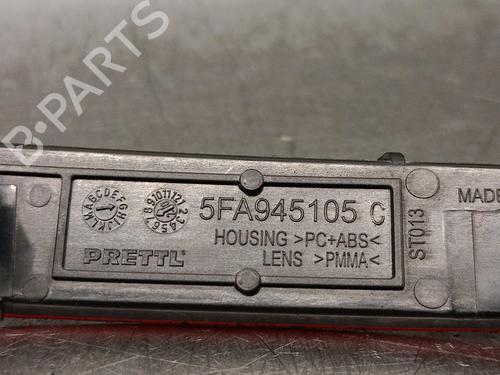 B-PARTS
5FA945105 C
HOUSING >PC+ABS<
LENS >PMMA<
PRETTL
ST013
MADE